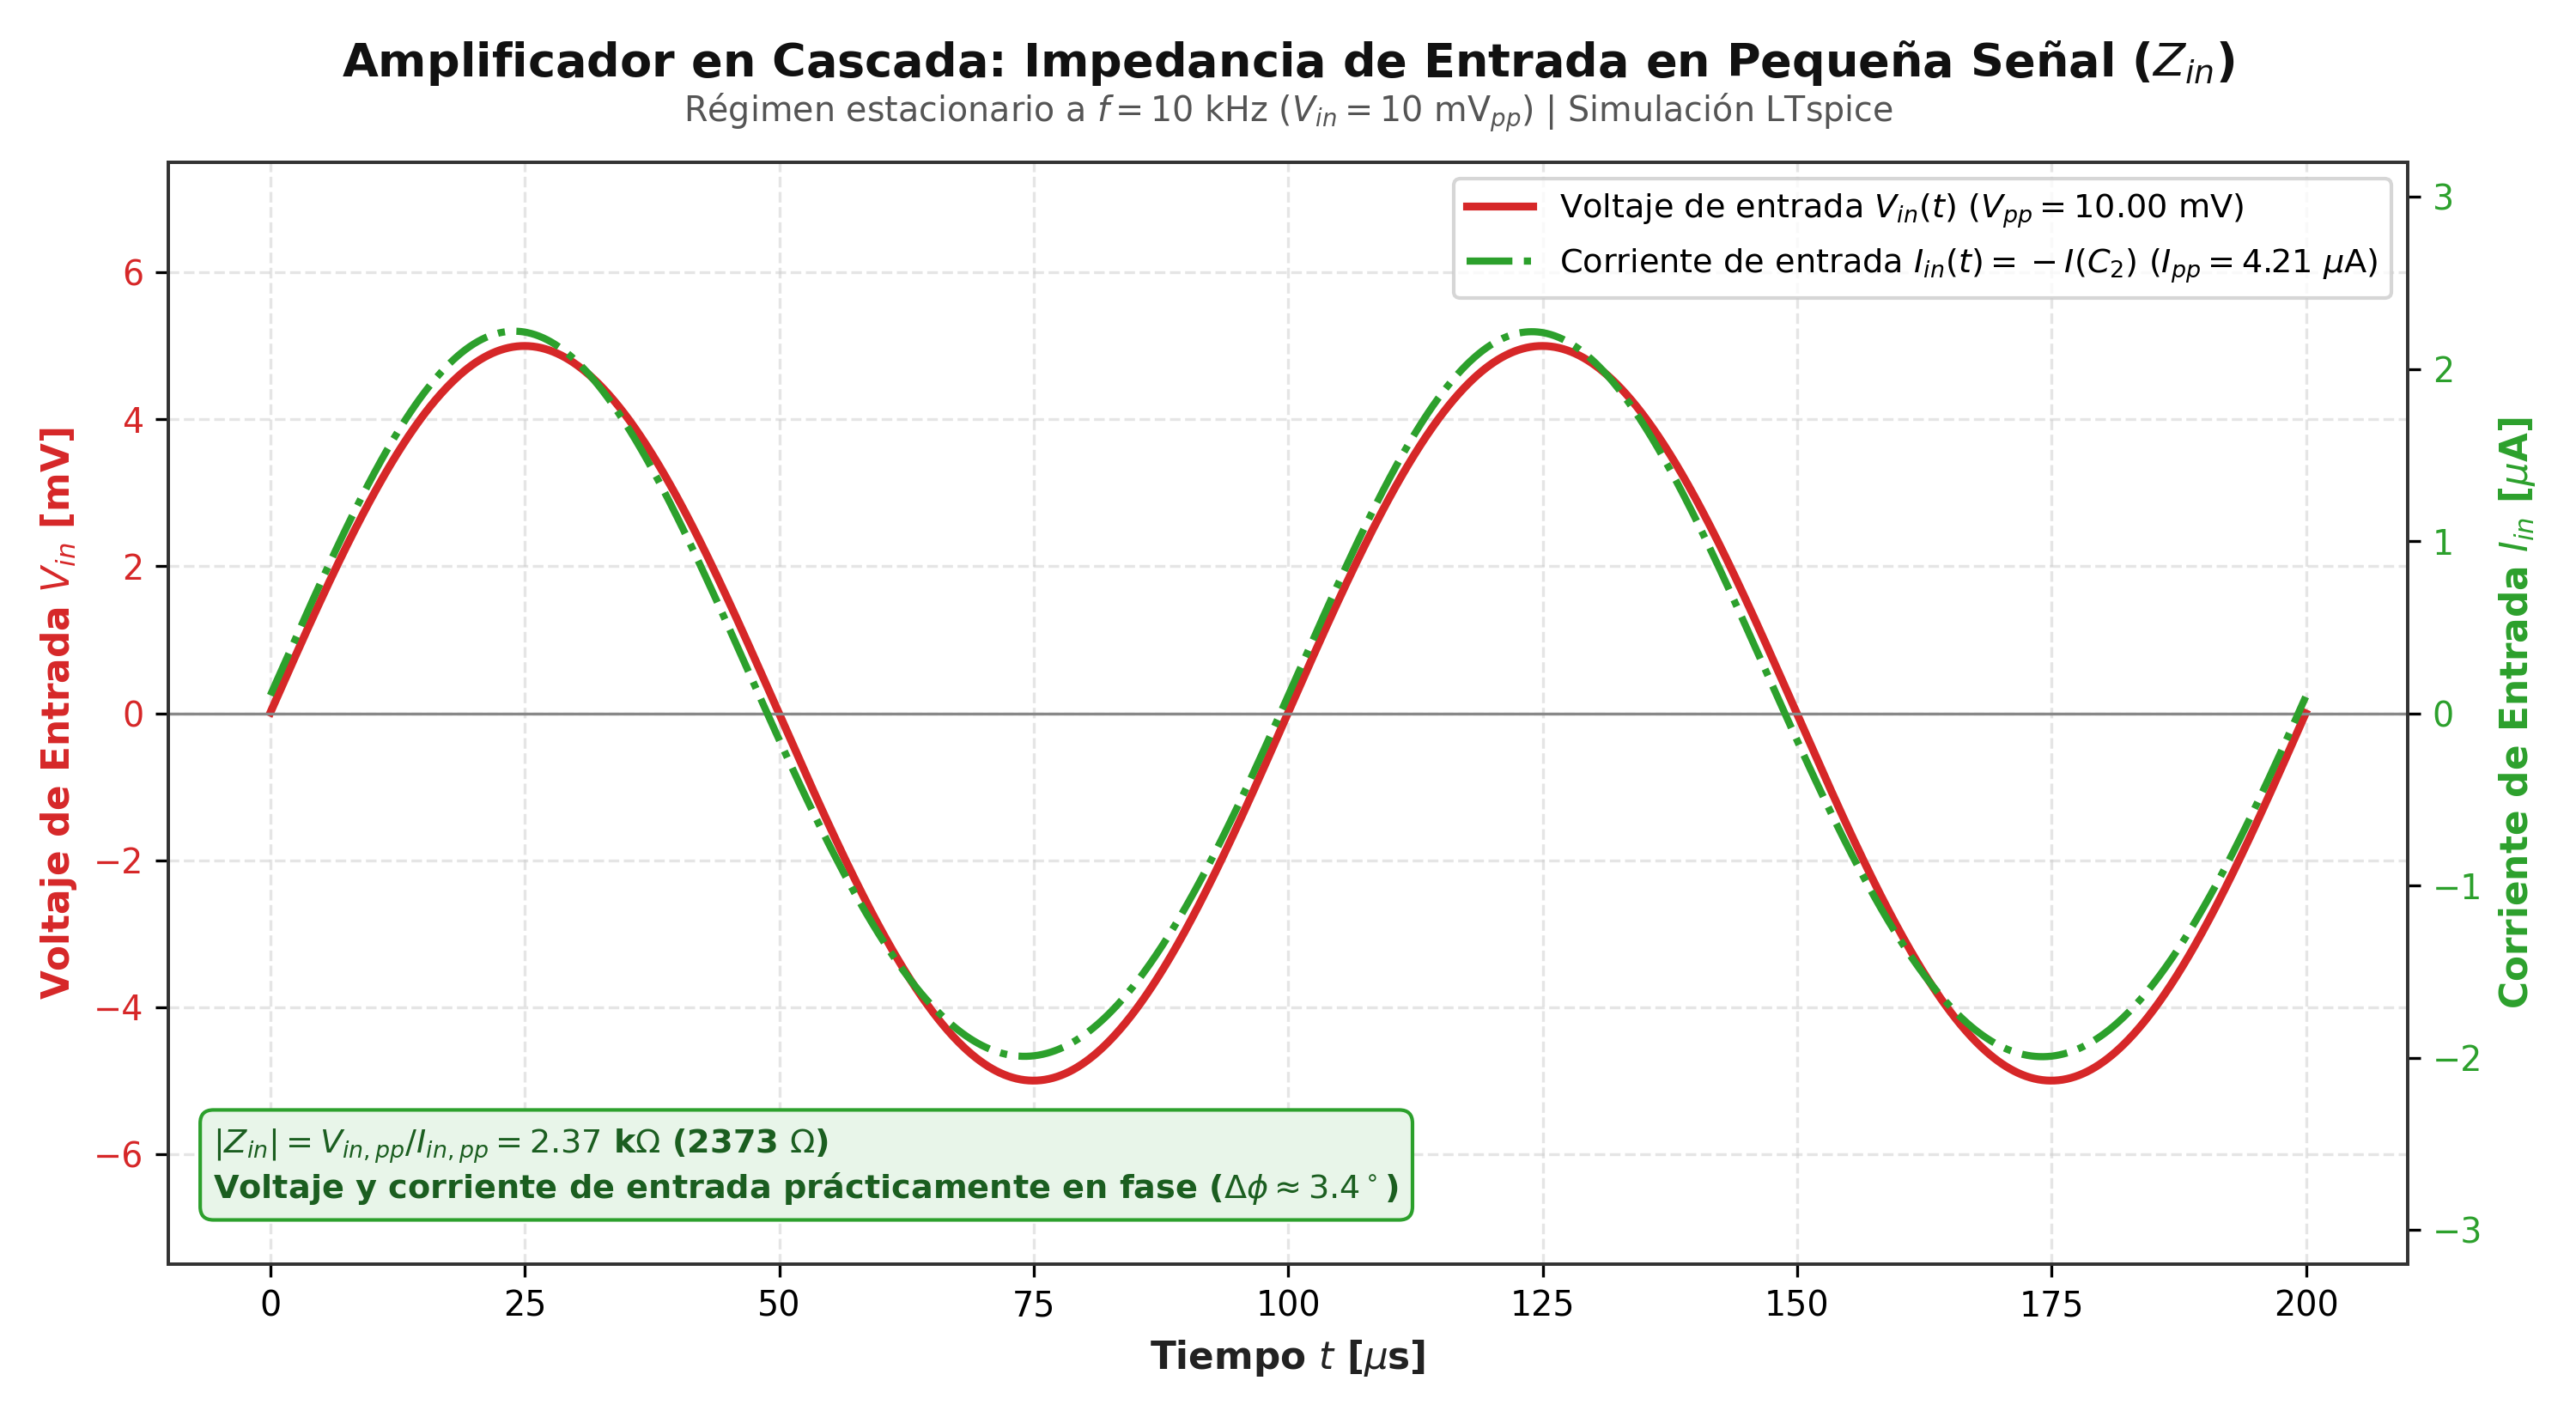 Amplificador en Cascada: Impedancia de Entrada en Pequeña Señal (Z_in)
Régimen estacionario a f = 10 kHz (V_in = 10 mV_pp) | Simulación LTspice
Voltaje de entrada V_in(t) (V_pp = 10.00 mV)
Corriente de entrada I_in(t) = −I(C_2) (I_pp = 4.21 μA)
Voltaje de Entrada V_in [mV]
6
4
2
0
−2
−4
−6
3
2
1
0
−1
−2
−3
Corriente de Entrada I_in [μA]
|Z_in| = V_in,pp/I_in,pp = 2.37 kΩ (2373 Ω)
Voltaje y corriente de entrada prácticamente en fase (Δϕ ≈ 3.4°)
0 25 50 75 100 125 150 175 200
Tiempo t [μs]